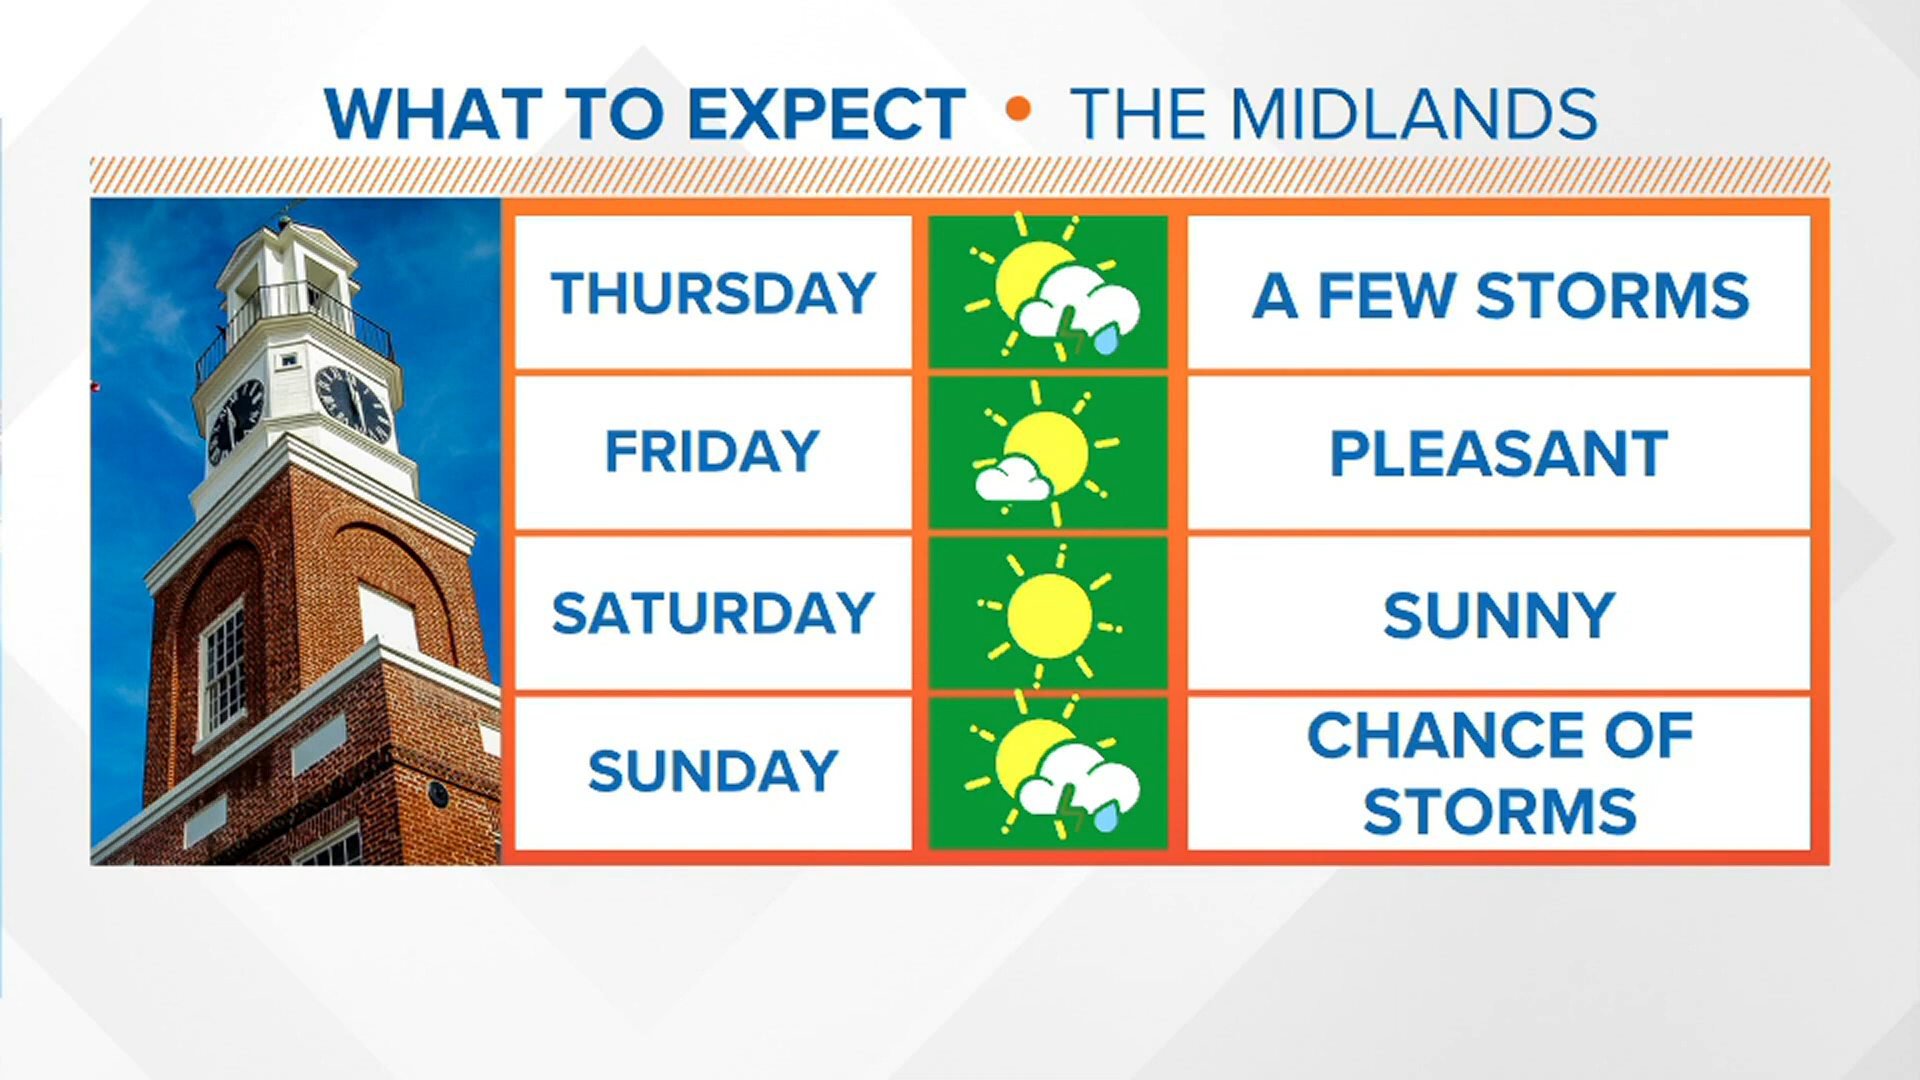 WHAT TO EXPECT • THE MIDLANDS
THURSDAY
A FEW STORMS
FRIDAY
PLEASANT
SATURDAY
SUNNY
SUNDAY
CHANCE OF
STORMS